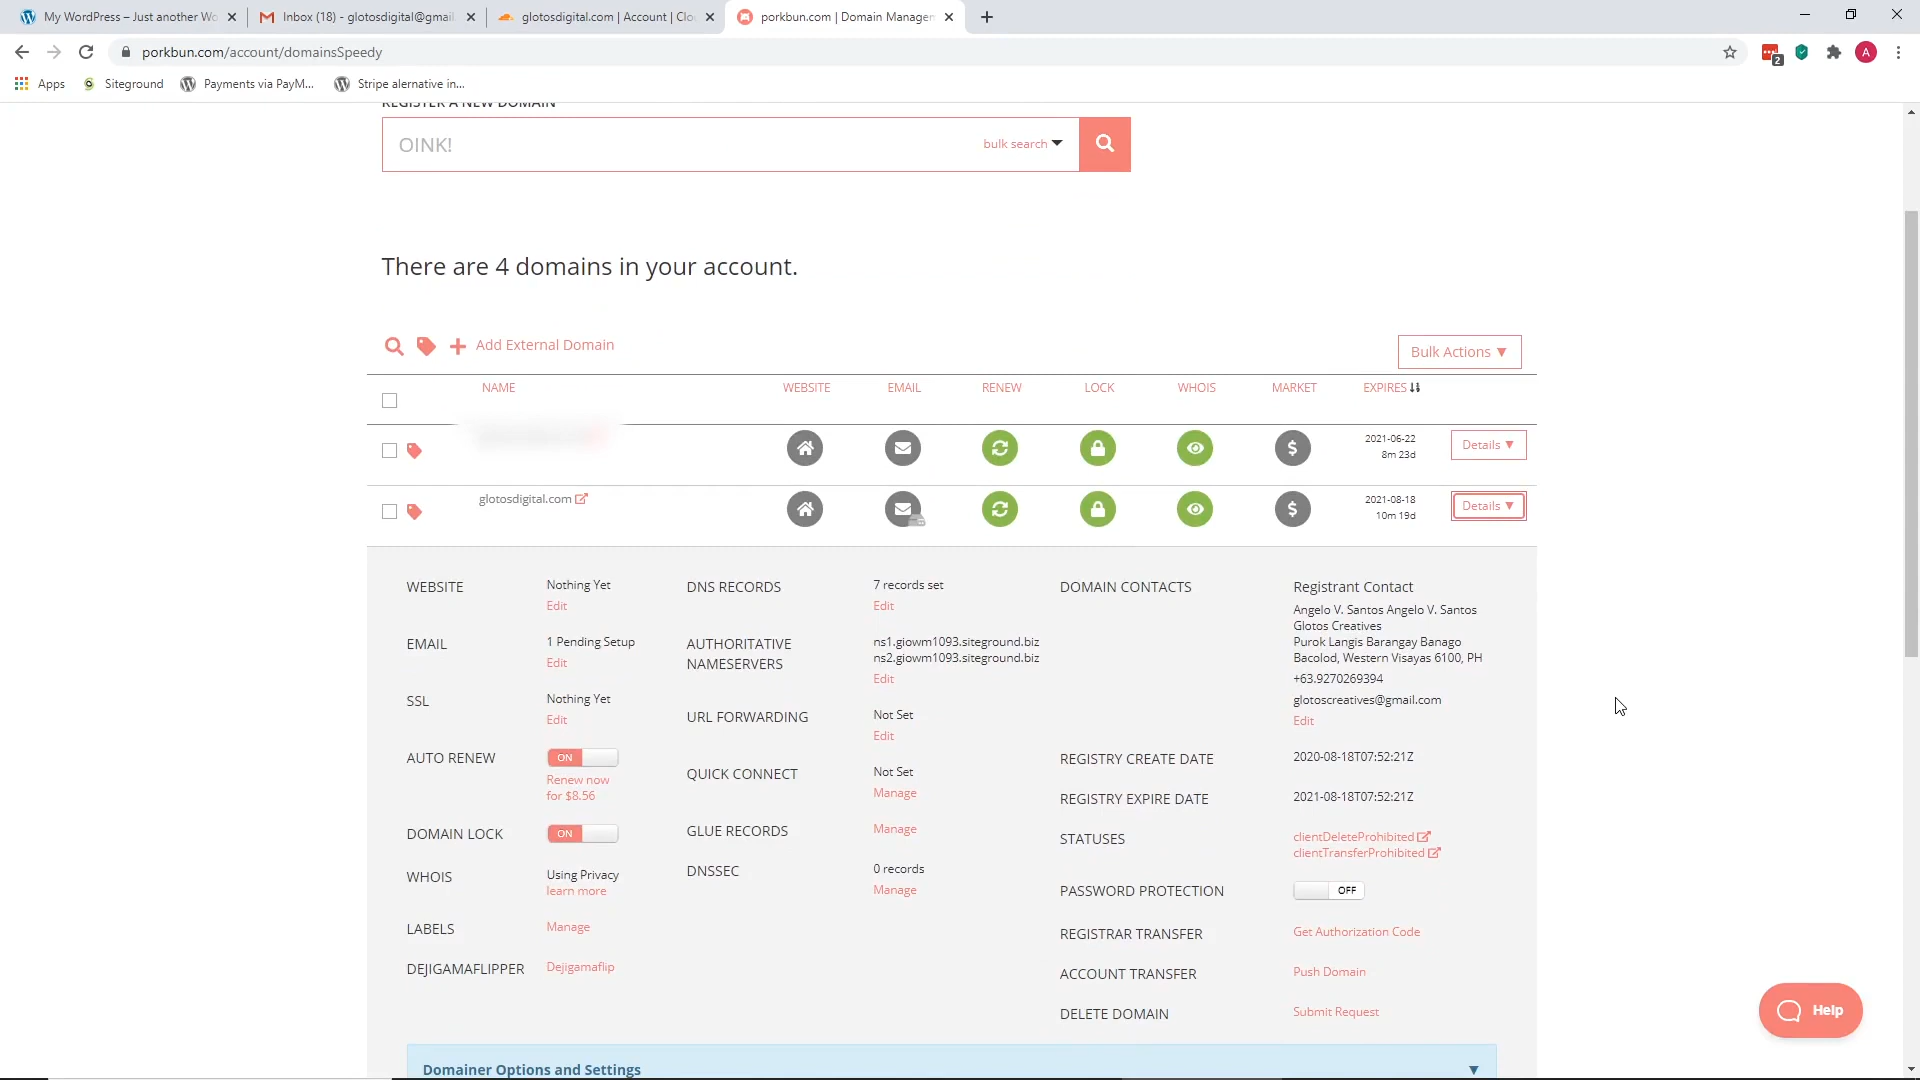 My WordPress – Just another Wo
Inbox (18) - glotosdigital@gmail.
glotosdigital.com | Account | Clo
porkbun.com | Domain Managem
porkbun.com/account/domainsSpeedy
2
A
Apps
Siteground
Payments via PayM...
Stripe alernative in...
REGISTER A NEW DOMAIN
OINK!
bulk search
There are 4 domains in your account.
Add External Domain
Bulk Actions ▼
NAME
WEBSITE
EMAIL
RENEW
LOCK
WHOIS
MARKET
EXPIRES
$
2021-06-22
8m 23d
Details ▼
glotosdigital.com
$
2021-08-18
10m 19d
Details ▼
WEBSITE
Nothing Yet
Edit
EMAIL
1 Pending Setup
Edit
SSL
Nothing Yet
Edit
AUTO RENEW
ON
Renew now
for $8.56
DOMAIN LOCK
ON
WHOIS
Using Privacy
learn more
LABELS
Manage
DEJIGAMAFLIPPER
Dejigamaflip
DNS RECORDS
7 records set
Edit
AUTHORITATIVE
NAMESERVERS
ns1.giowm1093.siteground.biz
ns2.giowm1093.siteground.biz
Edit
URL FORWARDING
Not Set
Edit
QUICK CONNECT
Not Set
Manage
GLUE RECORDS
Manage
DNSSEC
0 records
Manage
DOMAIN CONTACTS
Registrant Contact
Angelo V. Santos Angelo V. Santos
Glotos Creatives
Purok Langis Barangay Banago
Bacolod, Western Visayas 6100, PH
+63.9270269394
glotoscreatives@gmail.com
Edit
REGISTRY CREATE DATE
2020-08-18T07:52:21Z
REGISTRY EXPIRE DATE
2021-08-18T07:52:21Z
STATUSES
clientDeleteProhibited
clientTransferProhibited
PASSWORD PROTECTION
OFF
REGISTRAR TRANSFER
Get Authorization Code
ACCOUNT TRANSFER
Push Domain
DELETE DOMAIN
Submit Request
Help
Domainer Options and Settings
▼